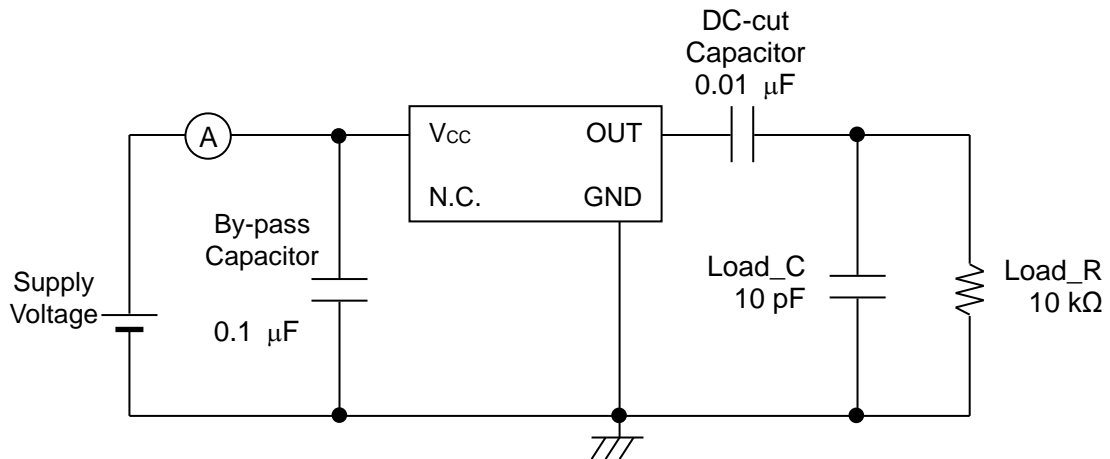 DC-cut
Capacitor
0.01 μF
A
VCC
OUT
N.C.
GND
By-pass
Capacitor
0.1 μF
Supply
Voltage
Load_C
10 pF
Load_R
10 kΩ